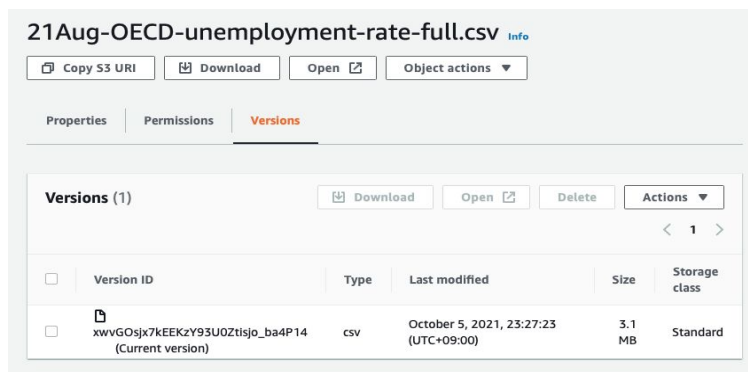 21Aug-OECD-unemployment-rate-full.csv Info
Copy S3 URI Download Open Object actions
Properties Permissions Versions
Versions (1) Download Open Delete Actions
1
Version ID Type Last modified Size Storage class
xwvGOsjx7kEEKzY93U0Ztisjo_ba4P14 (Current version) csv October 5, 2021, 23:27:23 (UTC+09:00) 3.1 MB Standard